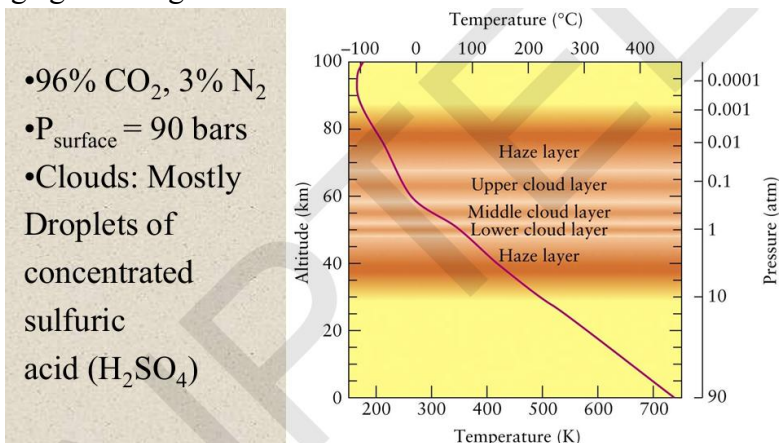 •96% CO₂, 3% N₂
•P_surface = 90 bars
•Clouds: Mostly
Droplets of
concentrated
sulfuric
acid (H₂SO₄)
Temperature (°C)
−100 0 100 200 300 400
Altitude (km)
100
80
60
40
20
0
Haze layer
Upper cloud layer
Middle cloud layer
Lower cloud layer
Haze layer
0.0001
0.001
0.01
0.1
1
10
90
Pressure (atm)
200 300 400 500 600 700
Temperature (K)